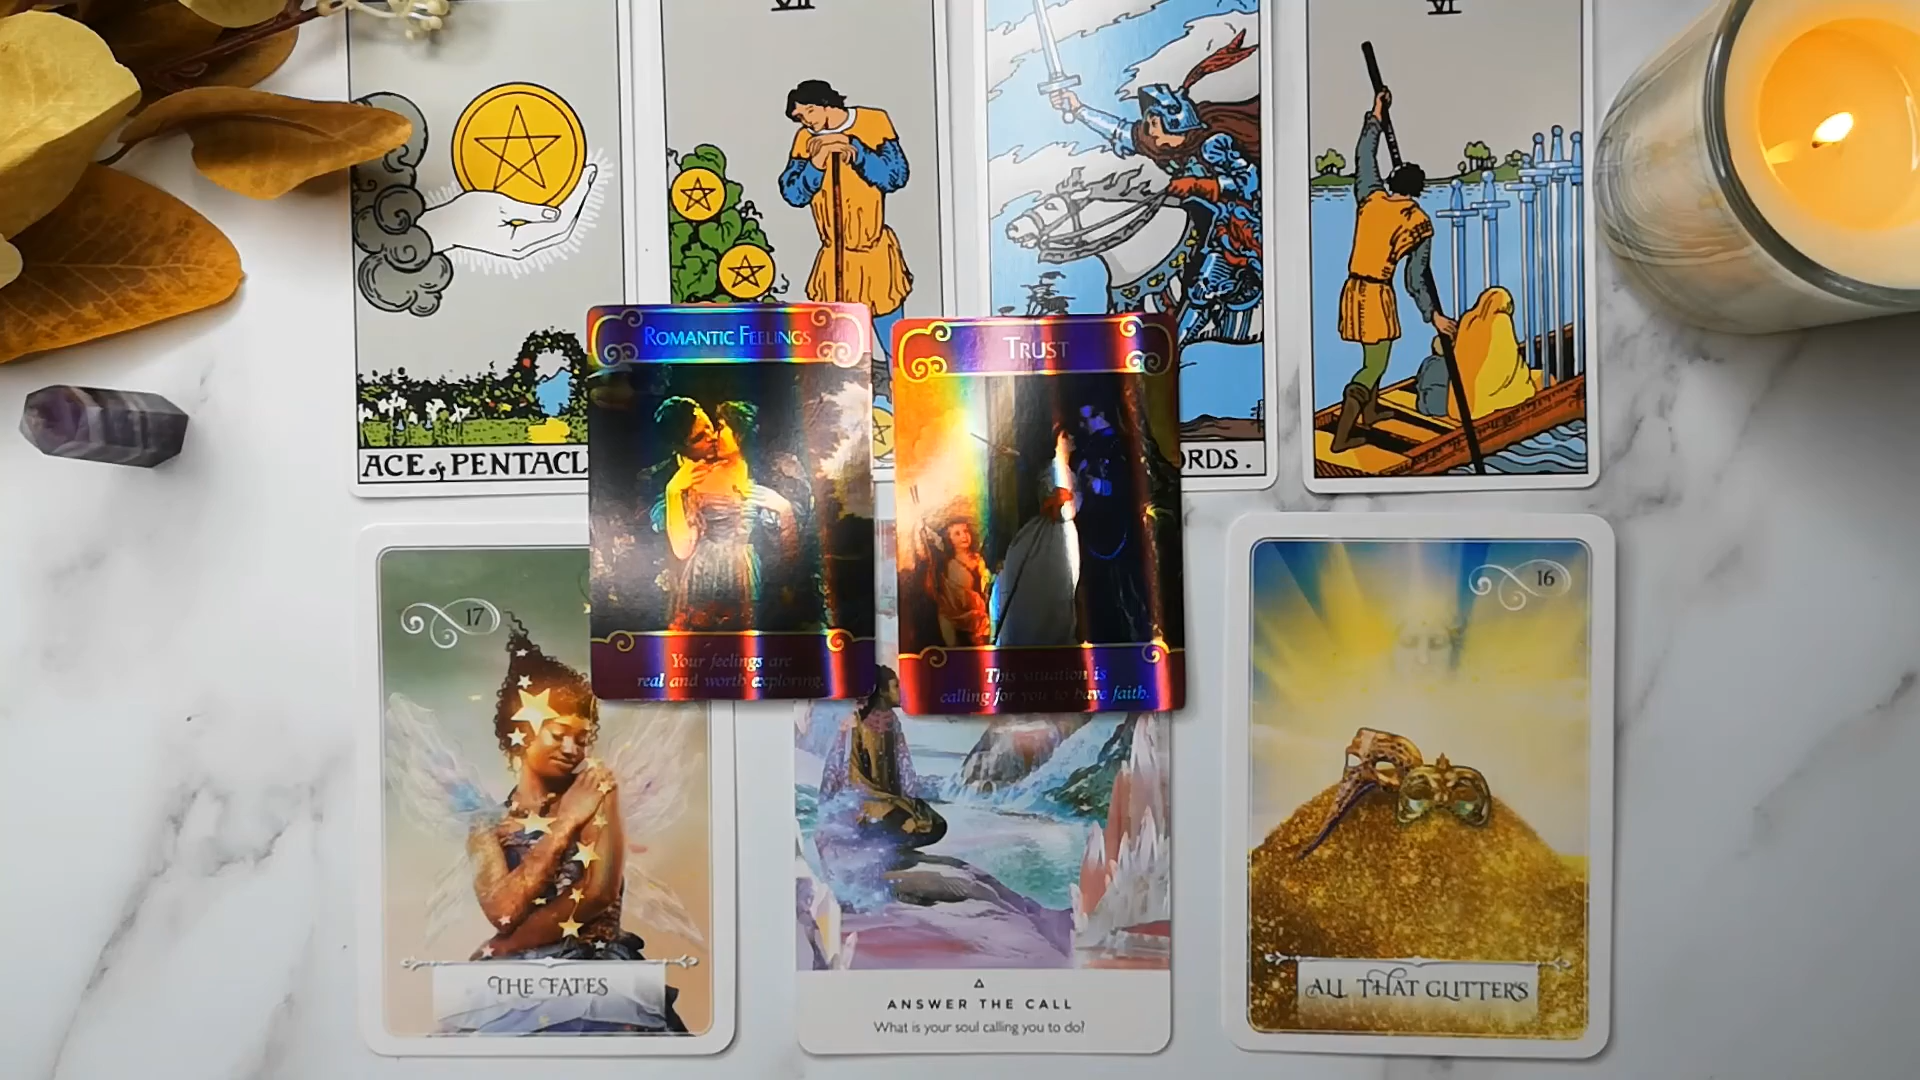 VII
VI
ACE of PENTACL
RDS.
ROMANTIC FEELINGS
TRUST
Your feelings are
real and worth exploring.
This situation is
calling for you to have faith.
17
16
THE FATES
ANSWER THE CALL
What is your soul calling you to do?
ALL THAT GLITTERS